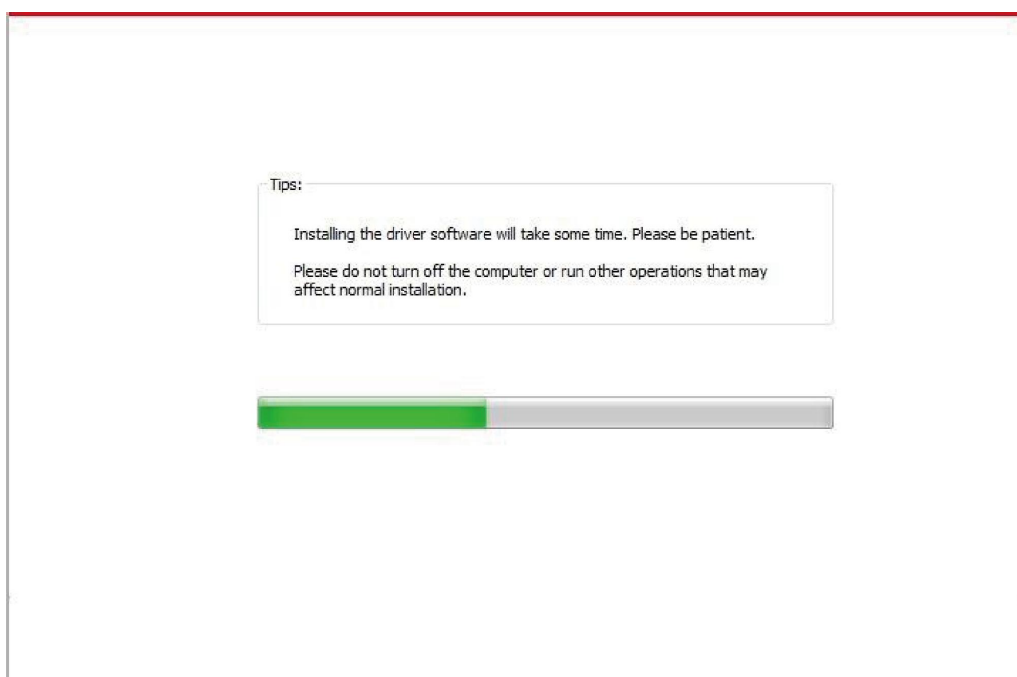 Tips:
Installing the driver software will take some time. Please be patient.
Please do not turn off the computer or run other operations that may
affect normal installation.